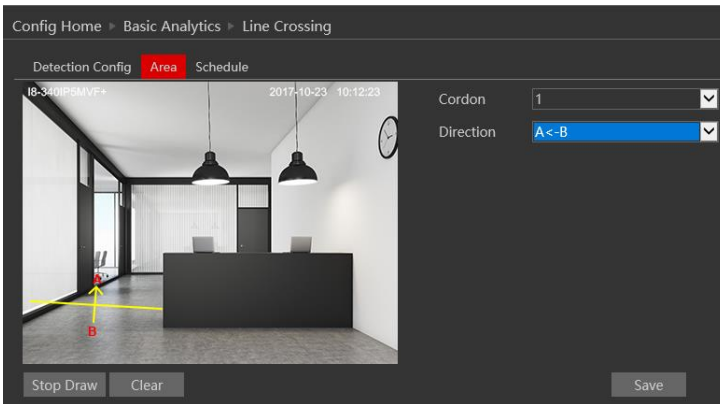 Config Home ▶ Basic Analytics ▶ Line Crossing
Detection Config Area Schedule
I8-340IP5MVF+ 2017-10-23 10:12:23
Cordon 1
Direction A<-B
A
B
Stop Draw Clear Save